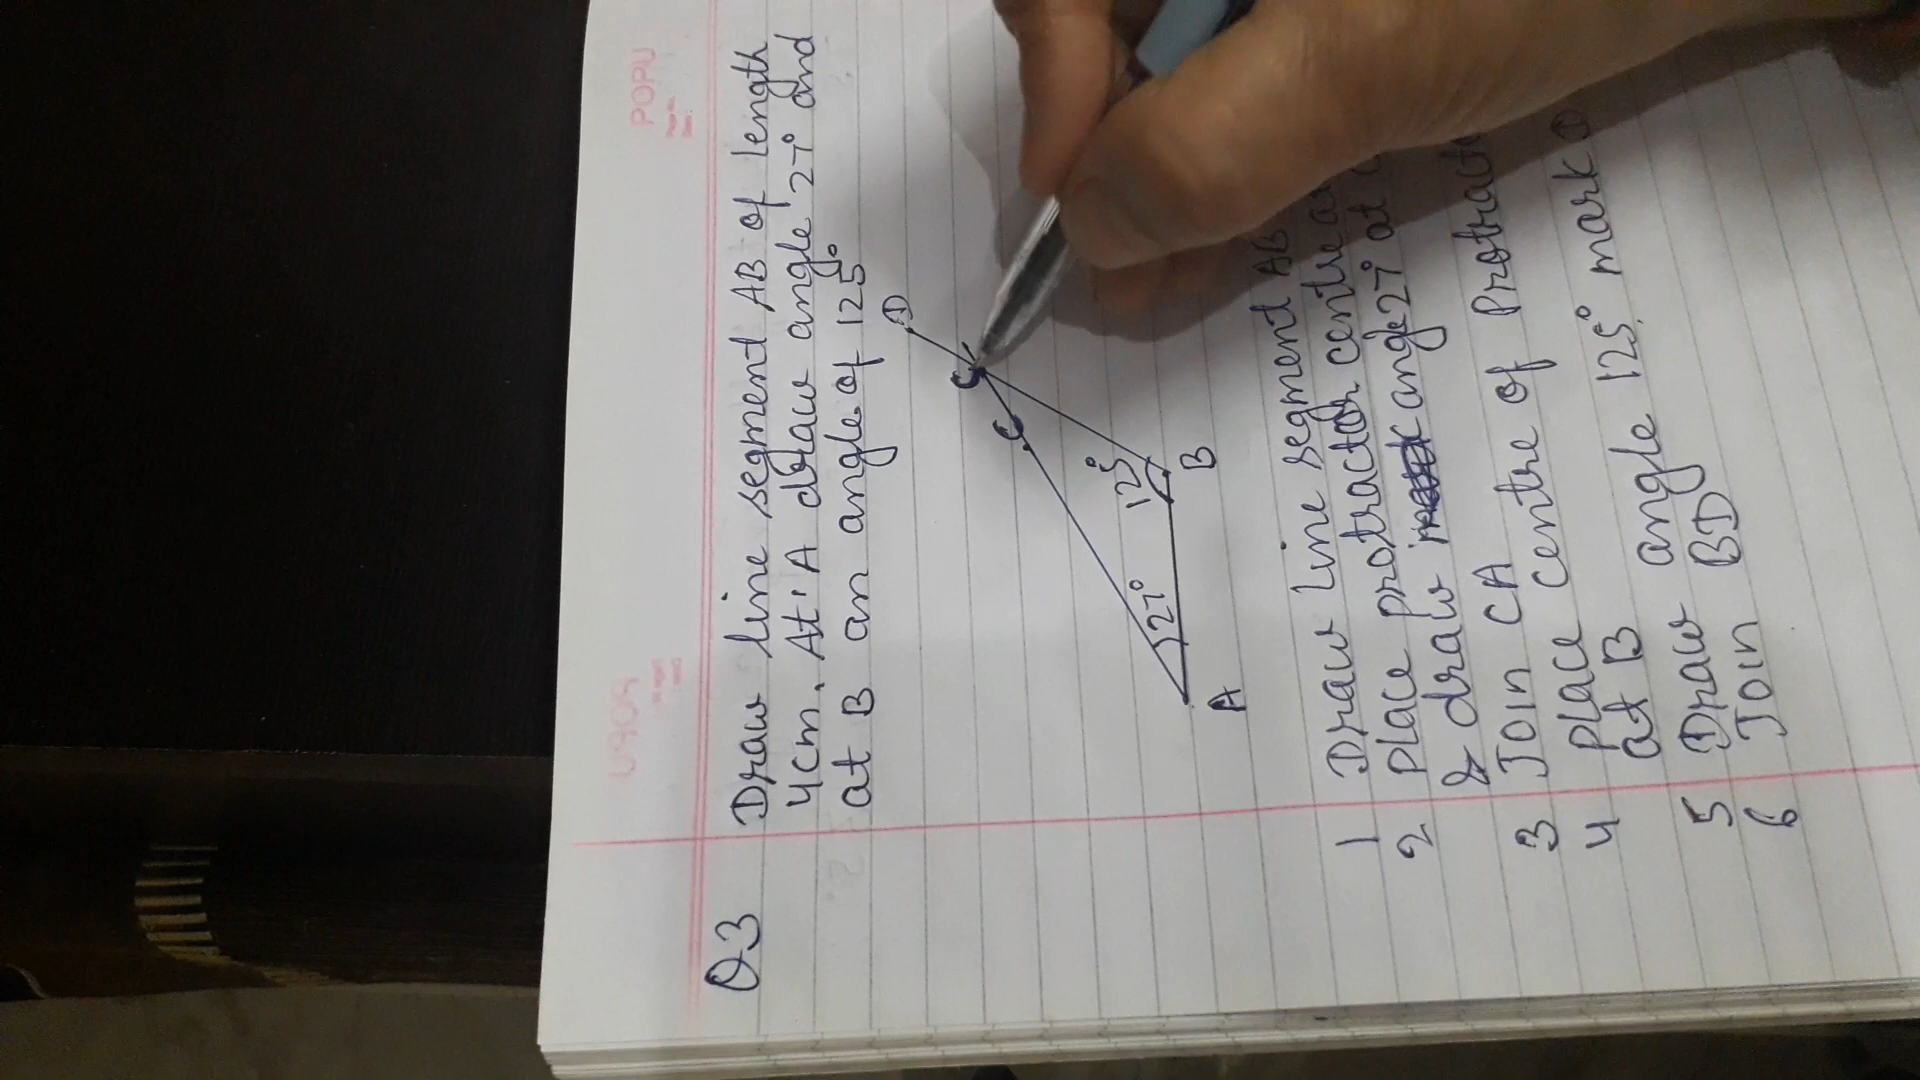 Q3 Draw line segment AB of length
4cm. At A draw angle 27° and
at B an angle of 125°.
D
C
C
125°
27°
A B
1 Draw Line segment AB
2 Place protractor centre
& draw angle 27° at
3 Join CA
4 Place centre of Protract
at B
5 Draw angle 125° mark D
6 Join BD